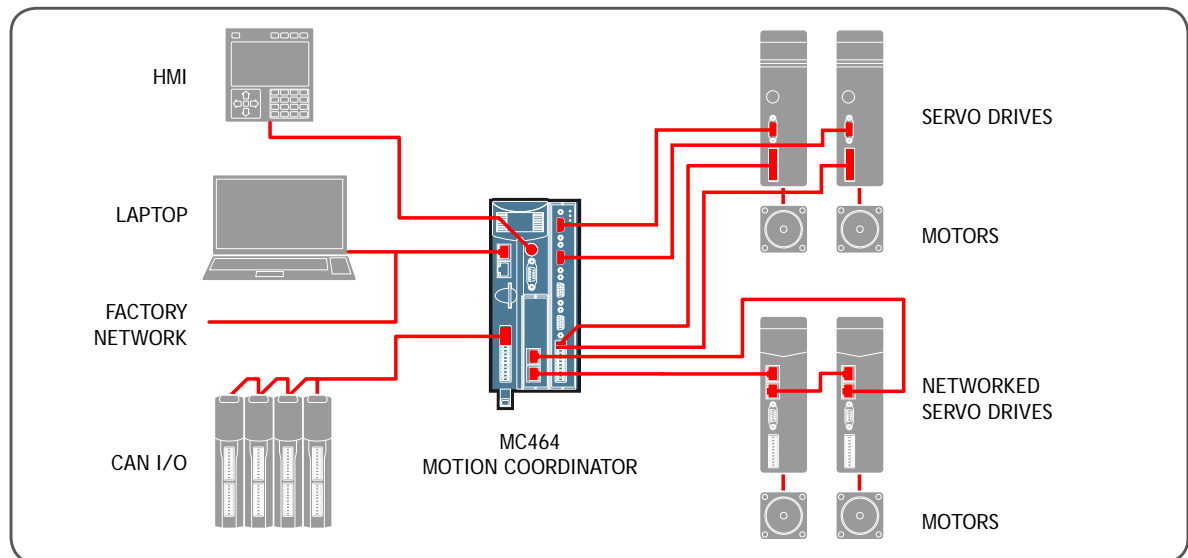 HMI
LAPTOP
FACTORY
NETWORK
CAN I/O
MC464
MOTION COORDINATOR
SERVO DRIVES
MOTORS
NETWORKED
SERVO DRIVES
MOTORS